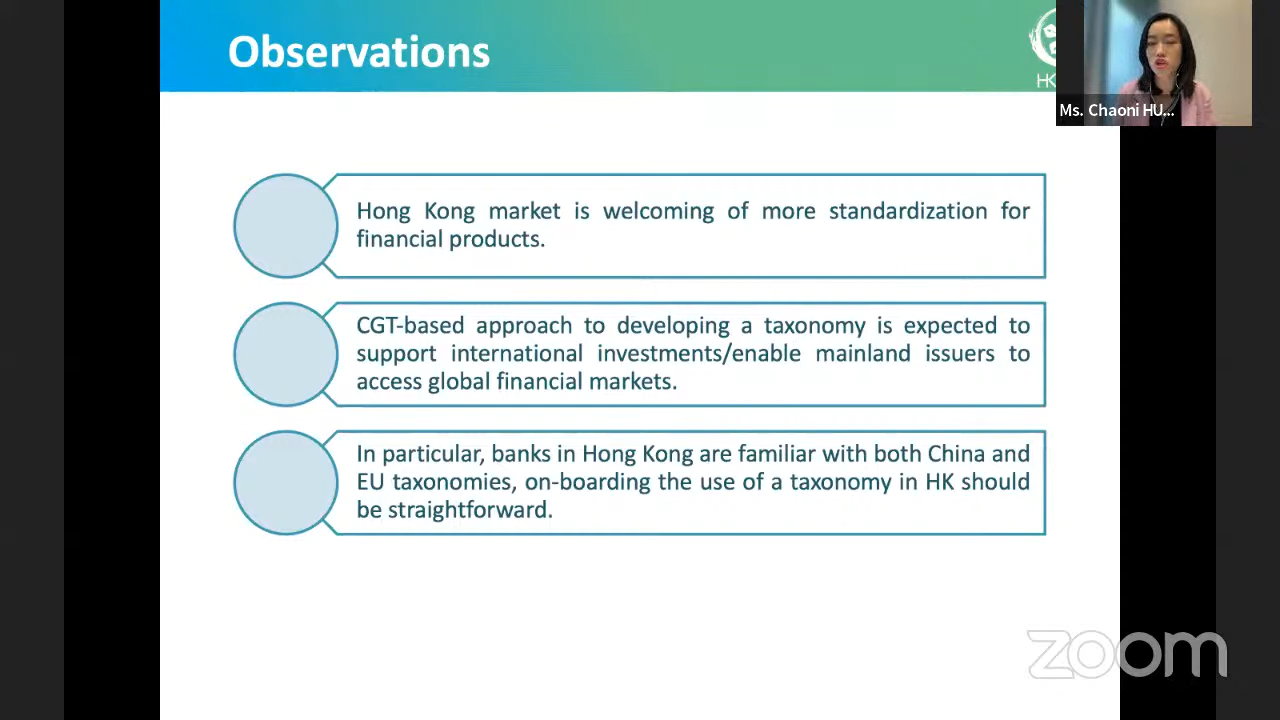 Observations
HK
Ms. Chaoni HU...
Hong Kong market is welcoming of more standardization for
financial products.
CGT-based approach to developing a taxonomy is expected to
support international investments/enable mainland issuers to
access global financial markets.
In particular, banks in Hong Kong are familiar with both China and
EU taxonomies, on-boarding the use of a taxonomy in HK should
be straightforward.
zoom